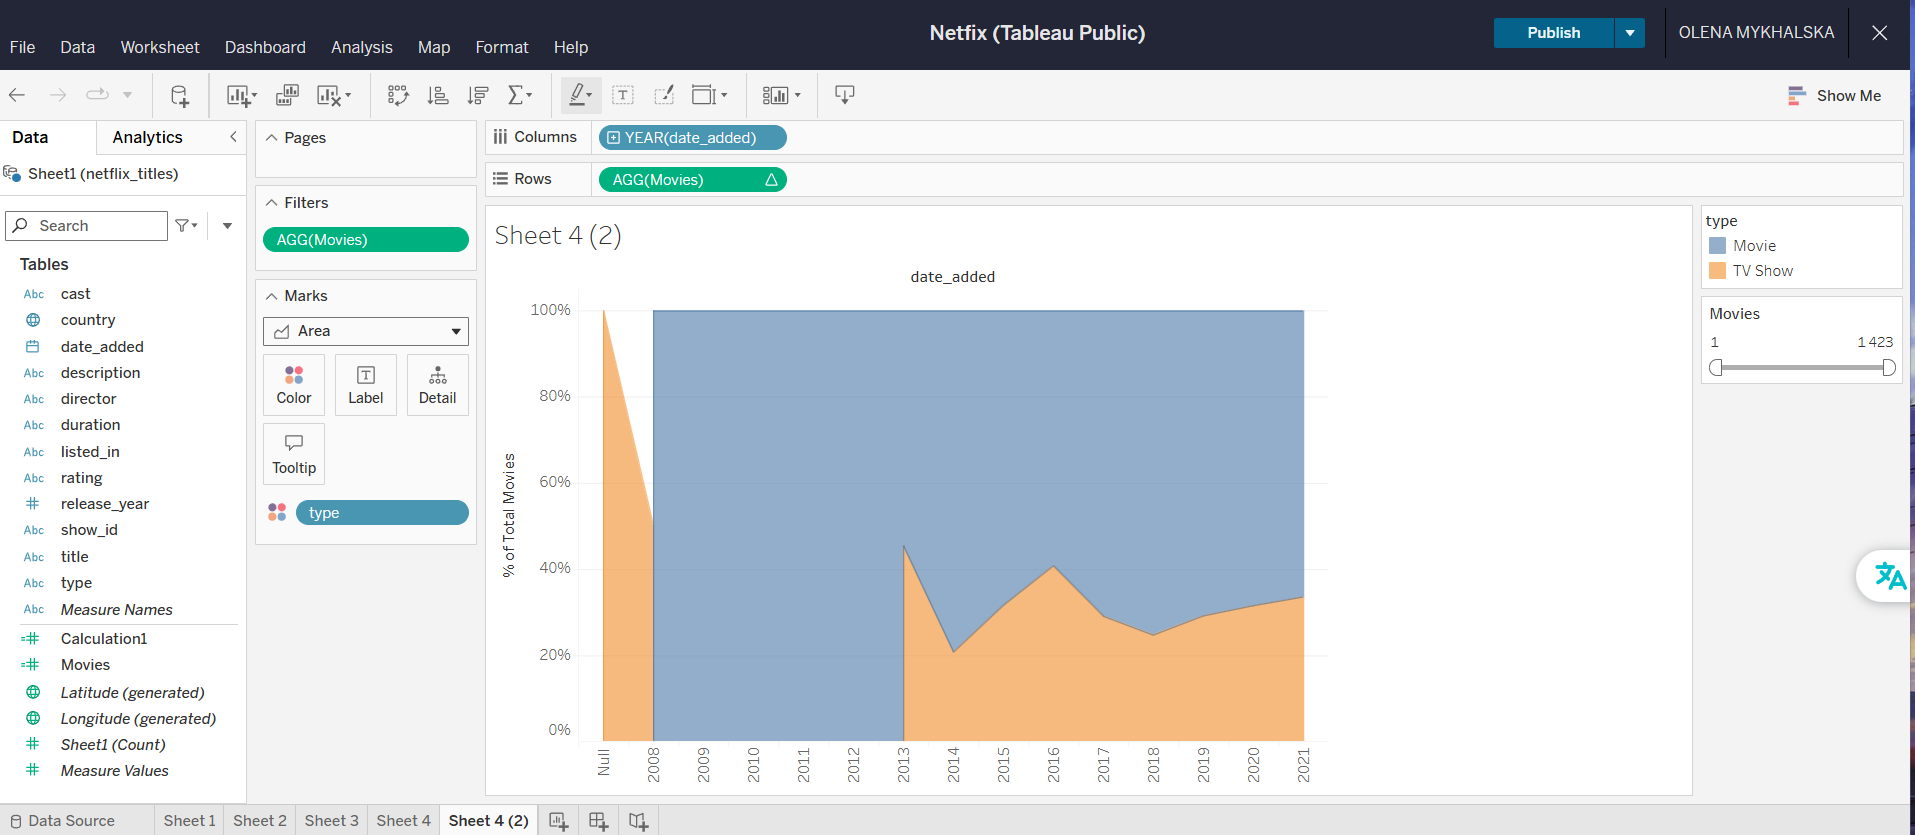 Netfix (Tableau Public)
Publish
OLENA MYKHALSKA
File Data Worksheet Dashboard Analysis Map Format Help
Show Me
Data Analytics
Sheet1 (netflix_titles)
Search
Tables
Abc cast
country
date_added
Abc description
Abc director
Abc duration
Abc listed_in
Abc rating
release_year
Abc show_id
Abc title
Abc type
Abc Measure Names
Calculation1
Movies
Latitude (generated)
Longitude (generated)
Sheet1 (Count)
Measure Values
Pages
Filters
AGG(Movies)
Marks
Area
Color Label Detail
Tooltip
type
Columns YEAR(date_added)
Rows AGG(Movies)
Sheet 4 (2)
date_added
% of Total Movies
100%
80%
60%
40%
20%
0%
Null 2008 2009 2010 2011 2012 2013 2014 2015 2016 2017 2018 2019 2020 2021
type
Movie
TV Show
Movies
1 1 423
Data Source Sheet 1 Sheet 2 Sheet 3 Sheet 4 Sheet 4 (2)